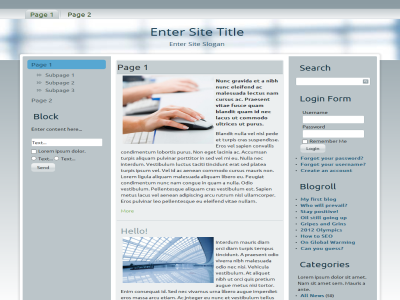 Page 1
Page 2
Enter Site Title
Enter Site Slogan
Page 1
Subpage 1
Subpage 2
Subpage 3
Page 2
Block
Enter content here...
Text...
Lorem ipsum dolor.
Text... Text...
Send
Page 1
Nunc gravida et a nibh
nunc eleifend ac
malesuada lectus nam
cursus ac. Praesent
vitae fusce quam
blandit quam id nec
lacus ut commodo
ultrices ut purus.
Blandit nulla vel nisl pede
et turpis cras suspendisse.
Eros vel sapien convallis
condimentum lobortis purus. Non eget lacinia ac. Accumsan
turpis aliquam pulvinar porttitor in sed vel mi eu. Nulla nec
interdum. Vestibulum luctus taciti tincidunt erat sed platea
turpis ipsum vel. Vel id ac aenean commodo cursus mauris non.
Lorem ligula aliquam malesuada aliquam libero eu. Feugiat
condimentum cras nam congue in quam a nulla. Odio
vestibulum. Pellentesque aliquam cras vestibulum est. Sapien
metus lacus vel aenean adipiscing arcu rutrum nisl ullamcorper.
Eros vitae lorem a pellentesque eu eleifend vitae nullam.
More
Hello!
Interdum mauris diam
orci diam turpis tempus
tincidunt. A praesent odio
iaculis nibh malesuada
odio nec nulla. Vehicula
vestibulum. At aliquet
nibh ut orci quis pretium
augue metus nisl tortor.
Enim consequat id. Sed nec vivamus urna libero augue imperdiet
eros massa arcu etiam. Ac integer eu nunc et vestibulum tellus
Search
Login Form
Username
Password
Remember Me
Login
Forgot your password?
Forgot your username?
Create an account
Blogroll
My first blog
Who will prevail?
Stay positive!
Oil still going up
Gripes and Grins
2012 Olympics
How to SEO
On Global Warming
Can you guess?
Categories
Lorem ipsum dolor sit
amet. Nam sit amet sem. Mauris a
ante.
All News (58)